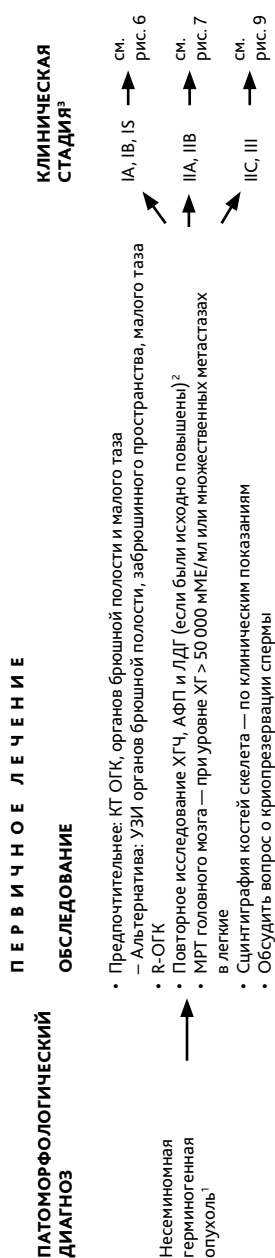 ПЕРВИЧНОЕ ЛЕЧЕНИЕ
ПАТОМОРФОЛОГИЧЕСКИЙ
ДИАГНОЗ
Несеминомная
герминогенная
опухоль¹
ОБСЛЕДОВАНИЕ
• Предпочтительнее: КТ ОГК, органов брюшной полости и малого таза
– Альтернатива: УЗИ органов брюшной полости, забрюшинного пространства, малого таза
• R-ОГК
• Повторное исследование ХГЧ, АФП и ЛДГ (если были исходно повышены)²
• МРТ головного мозга — при уровне ХГ > 50 000 мМЕ/мл или множественных метастазах
в легкие
• Сцинтиграфия костей скелета — по клиническим показаниям
• Обсудить вопрос о криопрезервации спермы
КЛИНИЧЕСКАЯ
СТАДИЯ³
IA, IB, IS
см.
рис. 6
IIA, IIB
см.
рис. 7
IIC, III
см.
рис. 9